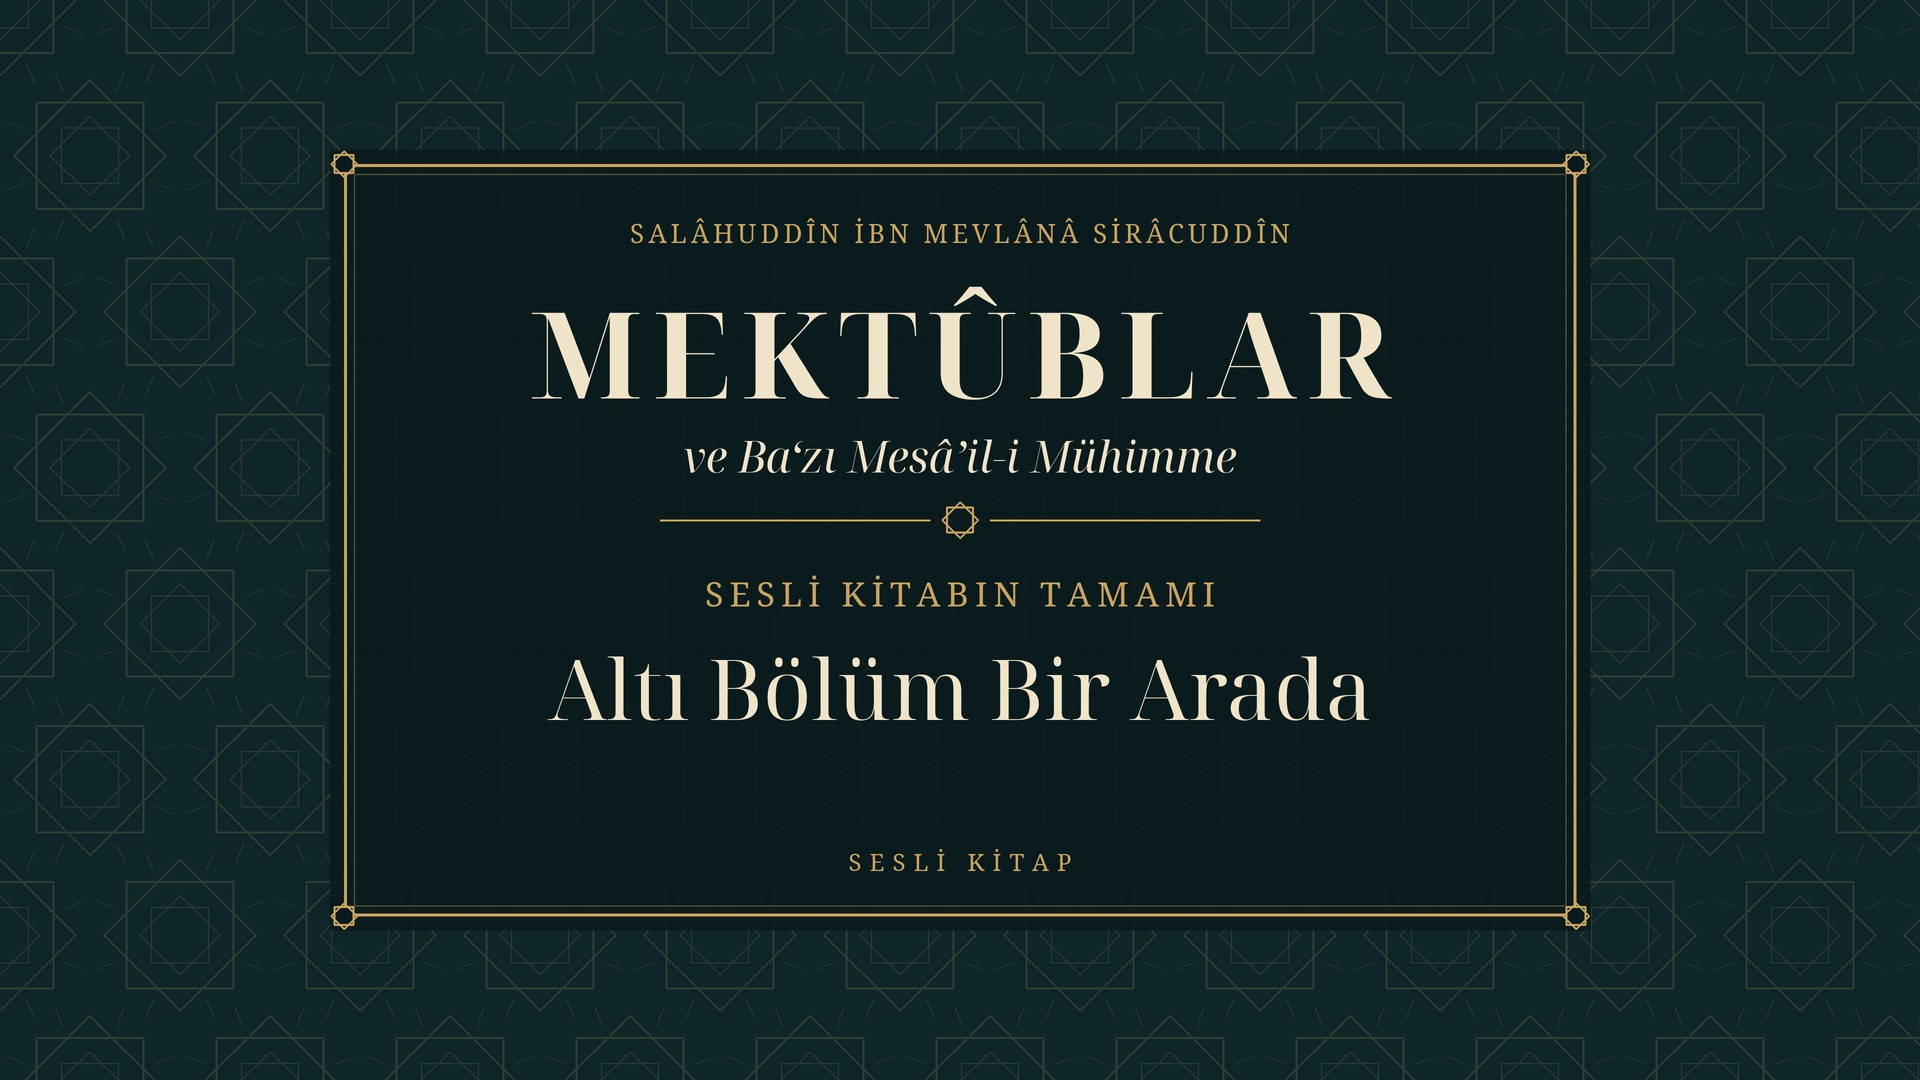 SALÂHUDDÎN İBN MEVLÂNÂ SİRÂCUDDÎN
MEKTÛBLAR
ve Ba‘zı Mesâ’il-i Mühimme
SESLİ KİTABIN TAMAMI
Altı Bölüm Bir Arada
SESLİ KİTAP